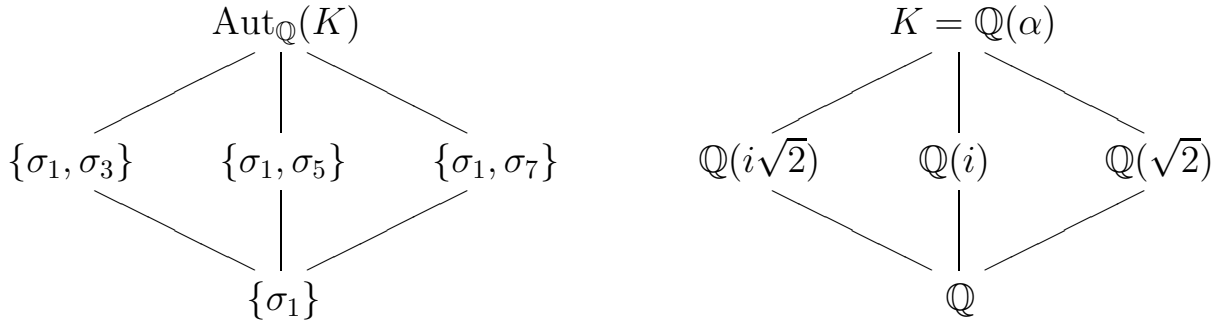 Aut_ℚ(K) K = ℚ(α)
{σ₁, σ₃} {σ₁, σ₅} {σ₁, σ₇} ℚ(i√2) ℚ(i) ℚ(√2)
{σ₁} ℚ